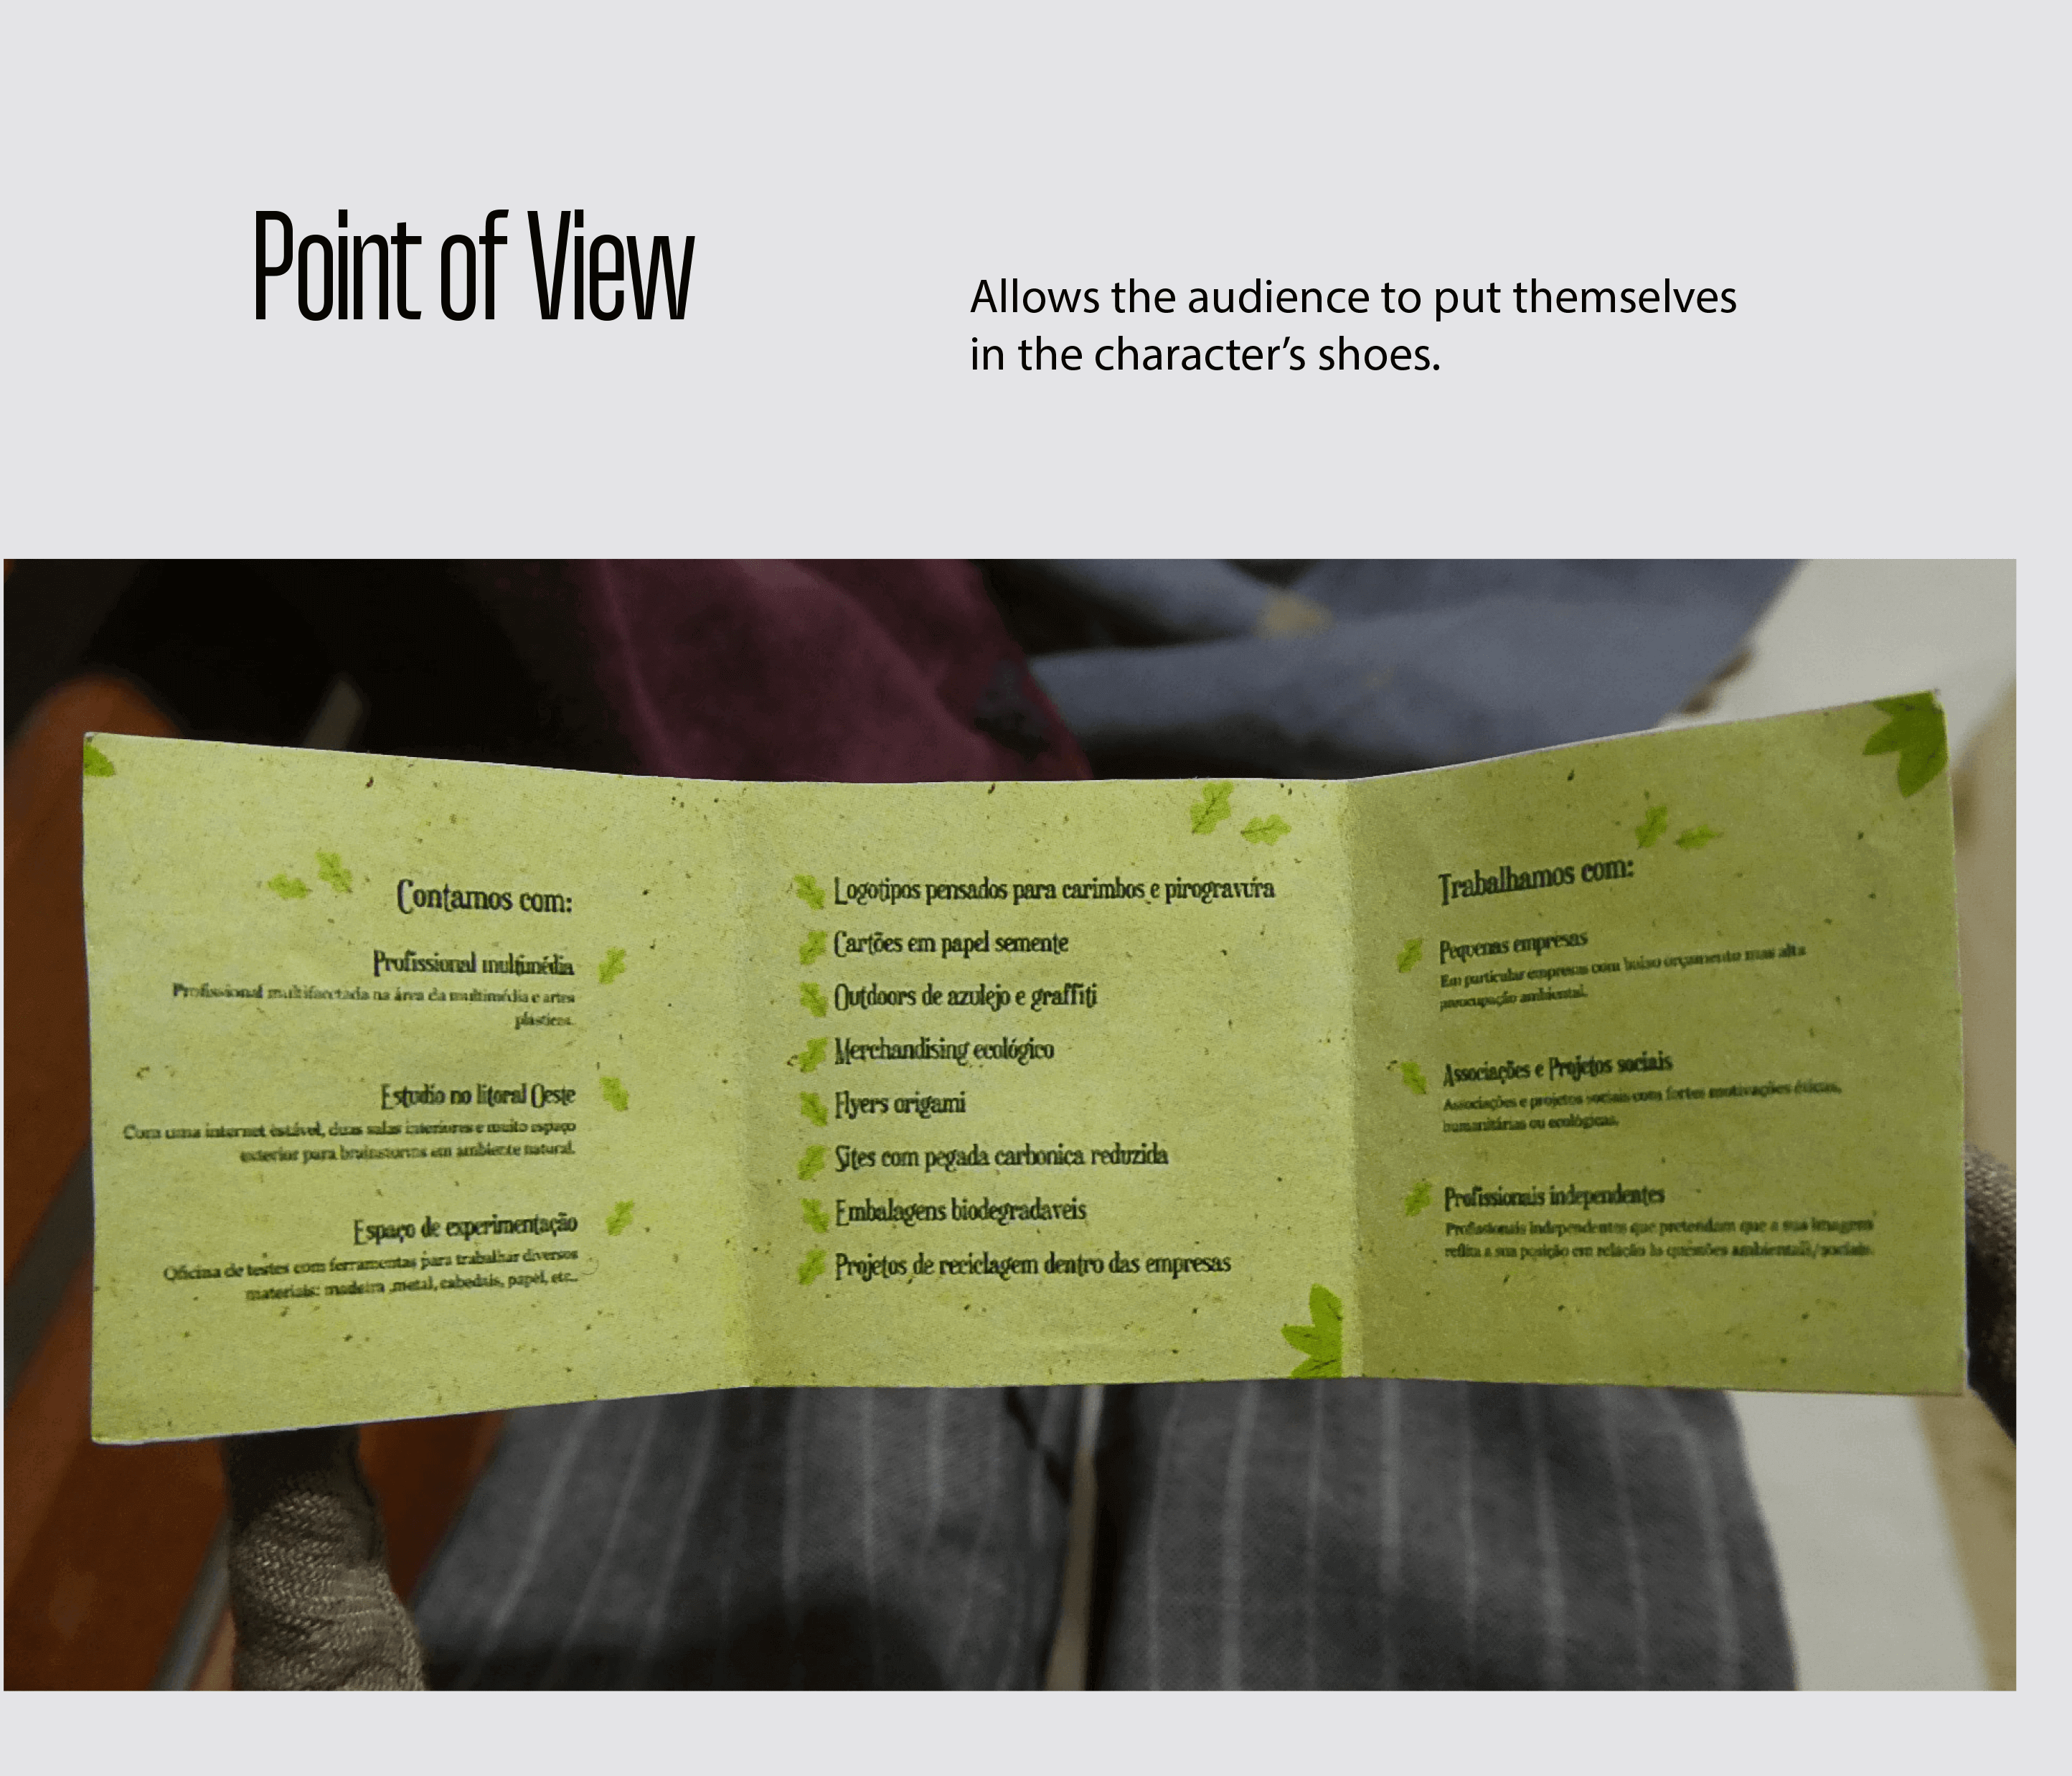 Point of View
Allows the audience to put themselves
in the character’s shoes.
Contamos com:
Profissional multimédia
Profissional multifacetada na área da multimédia e artes
plasticas.
Estudio no litoral Oeste
Com uma internet estável, duas salas interiores e muito espaço
exterior para brainstorms em ambiente natural.
Espaço de experimentação
Oficina de testes com ferramentas para trabalhar diversos
materiais: madeira ,metal, cabedais, papel, etc..
Logotipos pensados para carimbos e pirogravura
Cartões em papel semente
Outdoors de azulejo e graffiti
Merchandising ecológico
Flyers origami
Sites com pegada carbonica reduzida
Embalagens biodegradaveis
Projetos de reciclagem dentro das empresas
Trabalhamos com:
Pequenas empresas
Em particular empresas com baixo orçamento mas alta
preocupação ambiental.
Associações e Projetos sociais
Associações e projetos sociais com fortes motivações éticas,
humanitárias ou ecológicas.
Profissionais independentes
Profissionais independentes que pretendam que a sua imagem
reflita a sua posição em relação às questões ambientais/sociais.